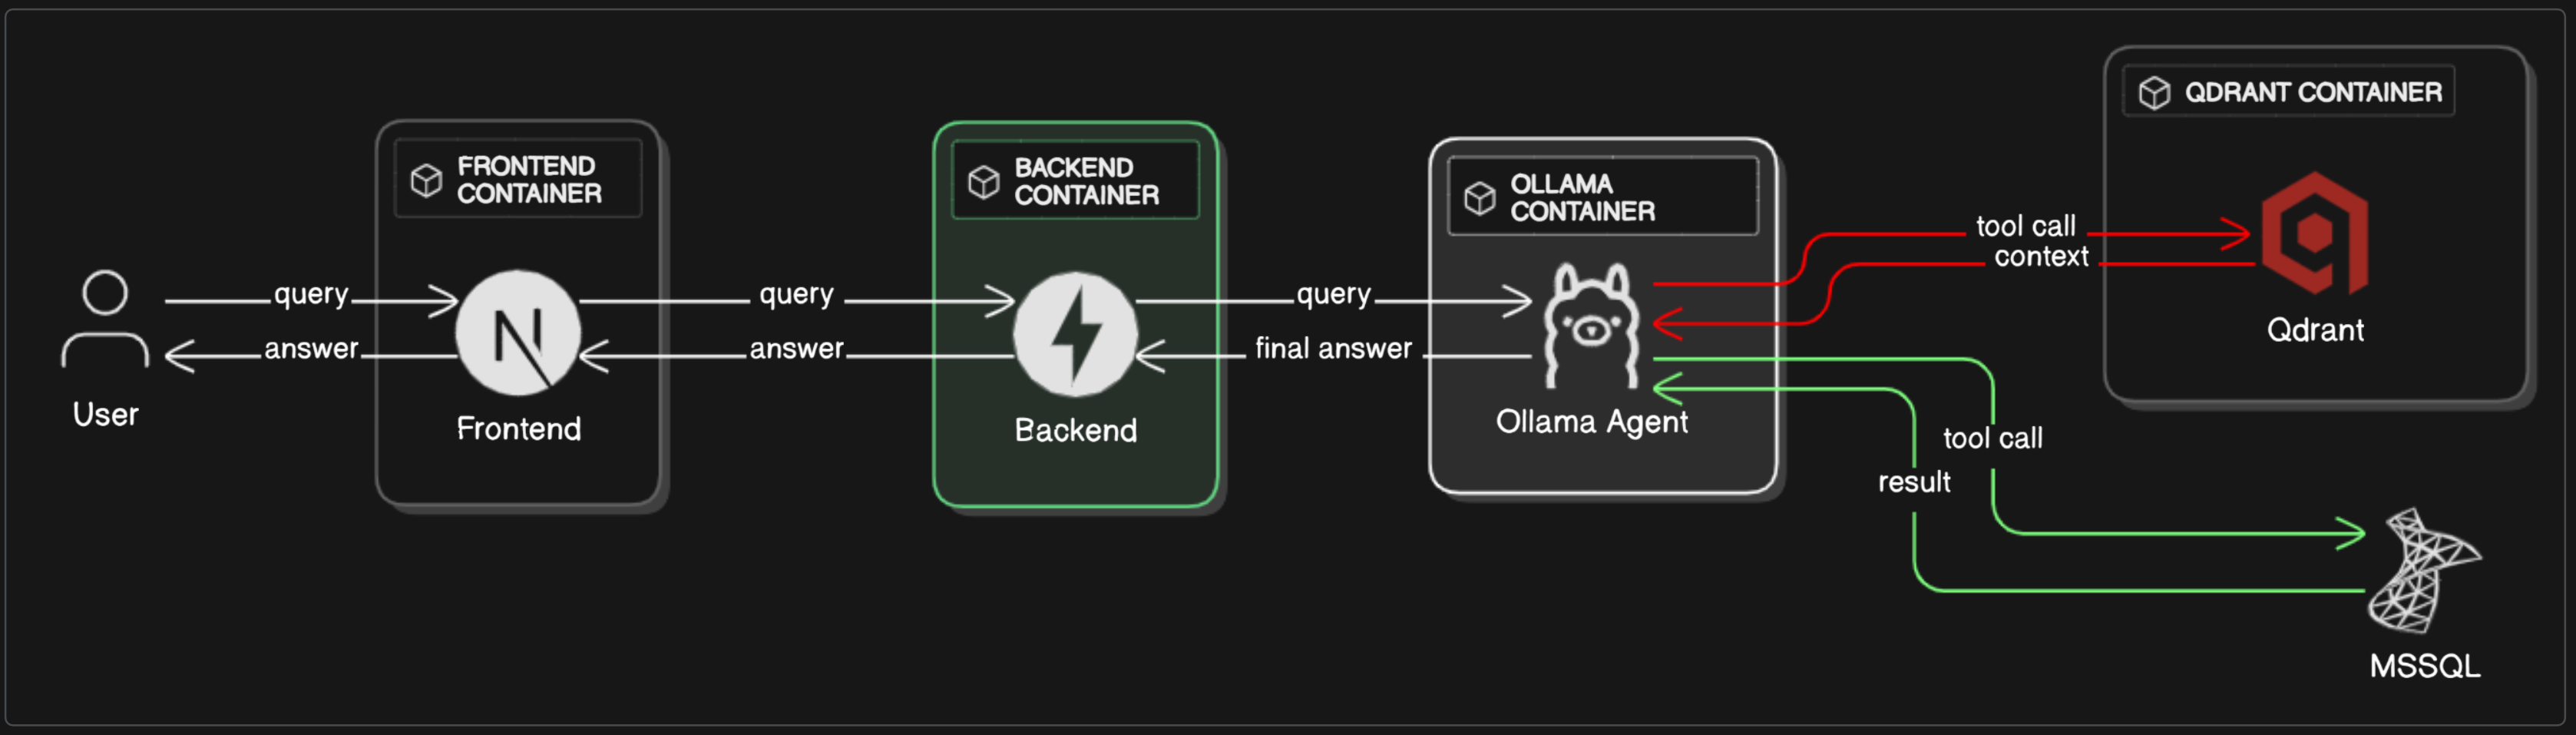 FRONTEND
CONTAINER
BACKEND
CONTAINER
OLLAMA
CONTAINER
QDRANT CONTAINER
query
query
query
tool call
context
answer
answer
final answer
User
Frontend
Backend
Ollama Agent
Qdrant
tool call
result
MSSQL